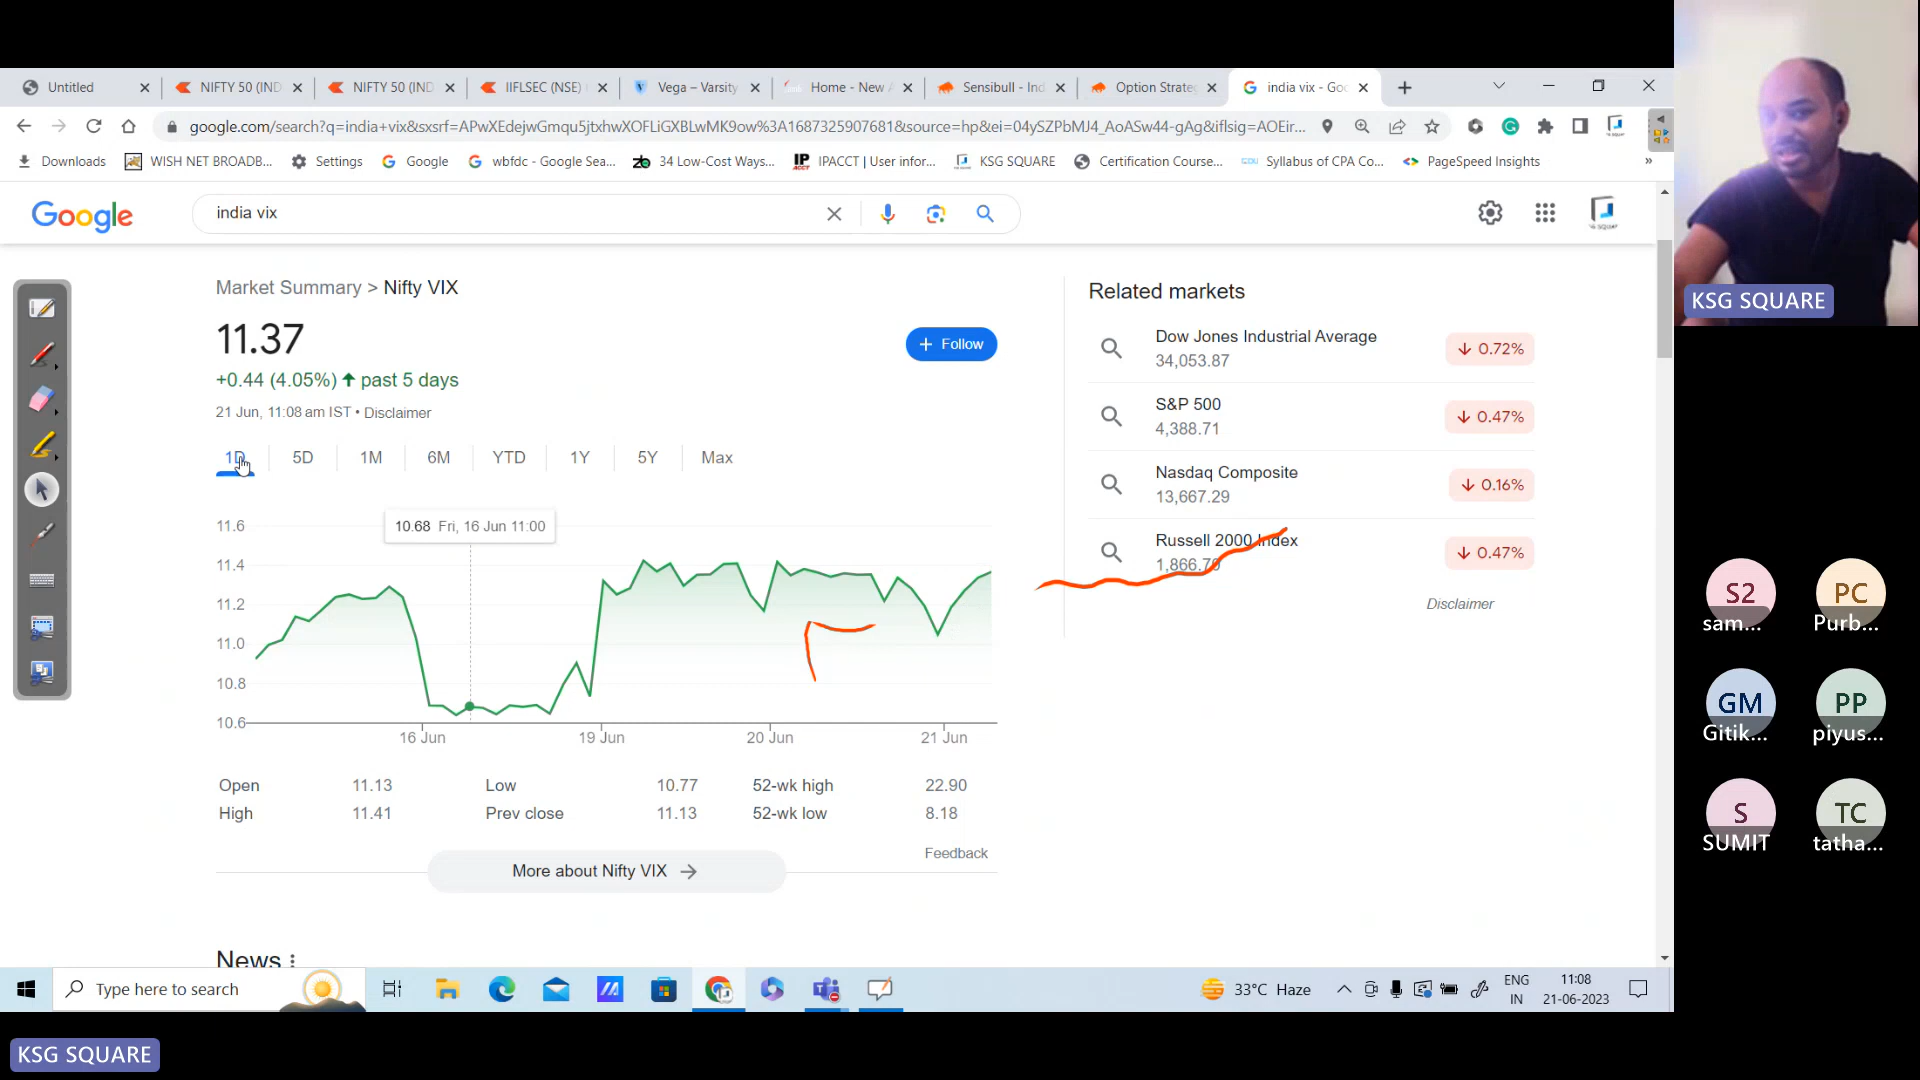 Untitled
NIFTY 50 (IND
NIFTY 50 (IND
IIFLSEC (NSE)
Vega – Varsity
Home - New
Sensibull - Ind
Option Strate
india vix - Goo
google.com/search?q=india+vix&sxsrf=APwXEdejwGmqu5jtxhwXOFLiGXBLwMK9ow%3A1687325907681&source=hp&ei=04ySZPbMJ4_AoASw44-gAg&iflsig=AOEir...
Downloads
WISH NET BROADB...
Settings
Google
wbfdc - Google Sea...
34 Low-Cost Ways...
IPACCT | User infor...
KSG SQUARE
Certification Course...
Syllabus of CPA Co...
PageSpeed Insights
»
Google
india vix
Market Summary > Nifty VIX
11.37
+ Follow
+0.44 (4.05%) ↑ past 5 days
21 Jun, 11:08 am IST • Disclaimer
1D 5D 1M 6M YTD 1Y 5Y Max
10.68 Fri, 16 Jun 11:00
11.6
11.4
11.2
11.0
10.8
10.6
16 Jun 19 Jun 20 Jun 21 Jun
Open 11.13 Low 10.77 52-wk high 22.90
High 11.41 Prev close 11.13 52-wk low 8.18
Feedback
More about Nifty VIX →
News
Related markets
Dow Jones Industrial Average
34,053.87
↓ 0.72%
S&P 500
4,388.71
↓ 0.47%
Nasdaq Composite
13,667.29
↓ 0.16%
Russell 2000 Index
1,866.70
↓ 0.47%
Disclaimer
KSG SQUARE
S2
sam...
PC
Purb...
GM
Gitik...
PP
piyus...
S
SUMIT
TC
tatha...
Type here to search
33°C Haze
ENG
IN
11:08
21-06-2023
KSG SQUARE